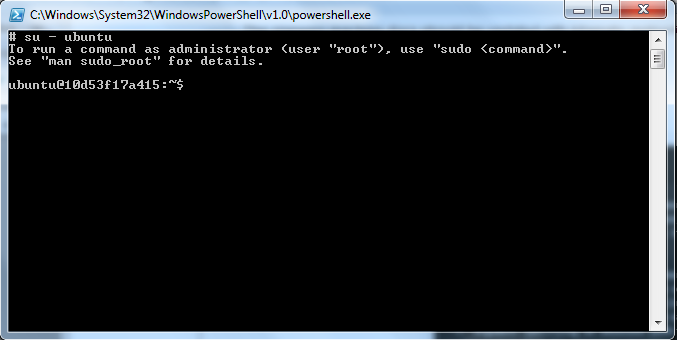 C:\Windows\System32\WindowsPowerShell\v1.0\powershell.exe
# su - ubuntu
To run a command as administrator (user "root"), use "sudo <command>".
See "man sudo_root" for details.
ubuntu@10d53f17a415:~$